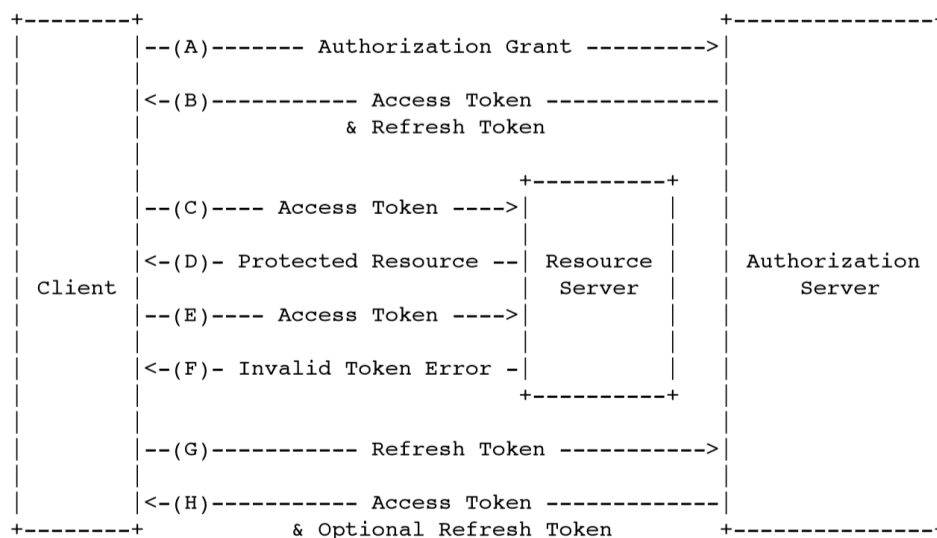 (A) Authorization Grant
(B) Access Token
& Refresh Token
(C) Access Token
(D) Protected Resource Resource Authorization
Client Server Server
(E) Access Token
(F) Invalid Token Error
(G) Refresh Token
(H) Access Token
& Optional Refresh Token